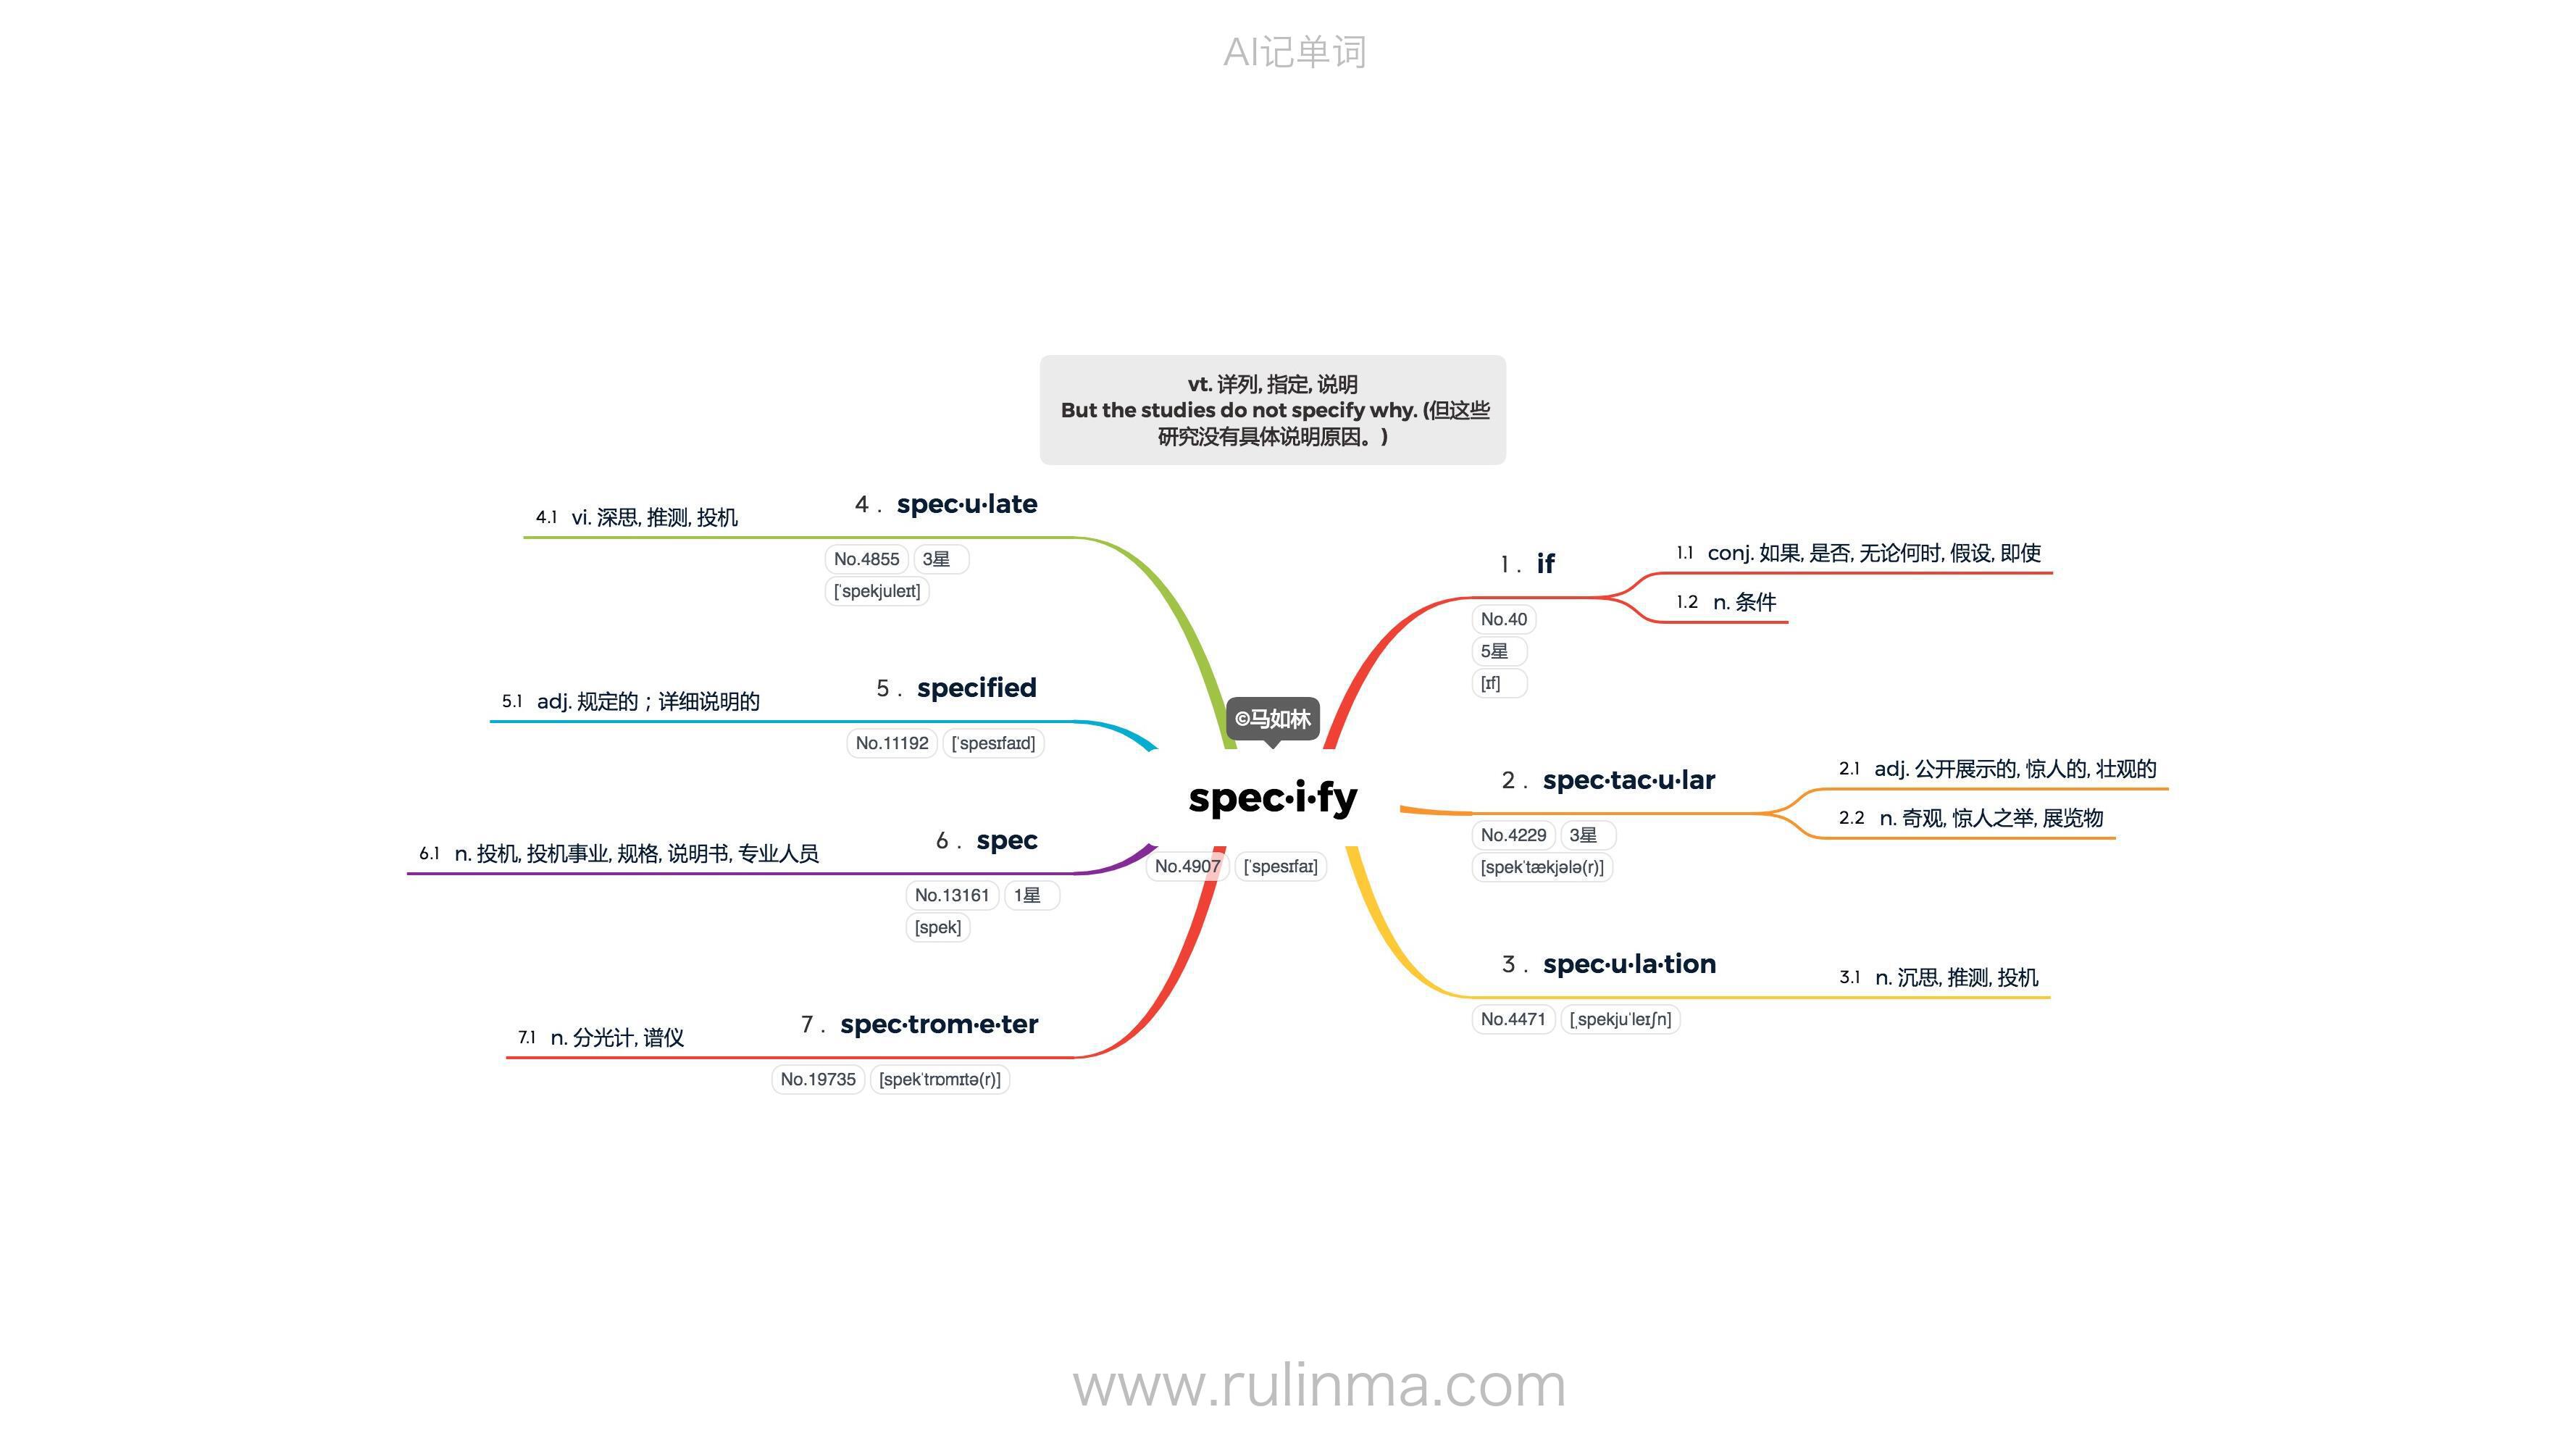 AI记单词
vt. 详列, 指定, 说明
But the studies do not specify why. (但这些
研究没有具体说明原因。)
©马如林
spec·i·fy
No.4907 ['spesɪfaɪ]
1 . if
No.40
5星
[ɪf]
1.1 conj. 如果, 是否, 无论何时, 假设, 即使
1.2 n. 条件
2 . spec·tac·u·lar
No.4229 3星
[spek'tækjələ(r)]
2.1 adj. 公开展示的, 惊人的, 壮观的
2.2 n. 奇观, 惊人之举, 展览物
3 . spec·u·la·tion
No.4471 [ˌspekju'leɪʃn]
3.1 n. 沉思, 推测, 投机
4 . spec·u·late
No.4855 3星
['spekjuleɪt]
4.1 vi. 深思, 推测, 投机
5 . specified
No.11192 ['spesɪfaɪd]
5.1 adj. 规定的；详细说明的
6 . spec
No.13161 1星
[spek]
6.1 n. 投机, 投机事业, 规格, 说明书, 专业人员
7 . spec·trom·e·ter
No.19735 [spek'trɒmɪtə(r)]
7.1 n. 分光计, 谱仪
www.rulinma.com